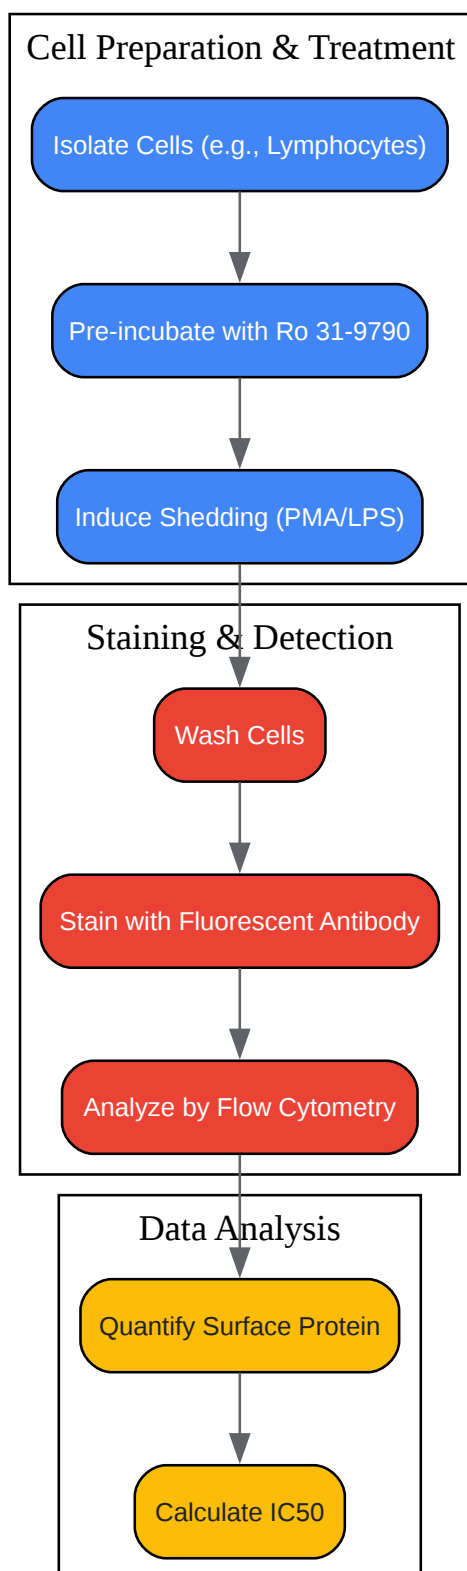 Cell Preparation & Treatment
Isolate Cells (e.g., Lymphocytes)
Pre-incubate with Ro 31-9790
Induce Shedding (PMA/LPS)
Staining & Detection
Wash Cells
Stain with Fluorescent Antibody
Analyze by Flow Cytometry
Data Analysis
Quantify Surface Protein
Calculate IC50